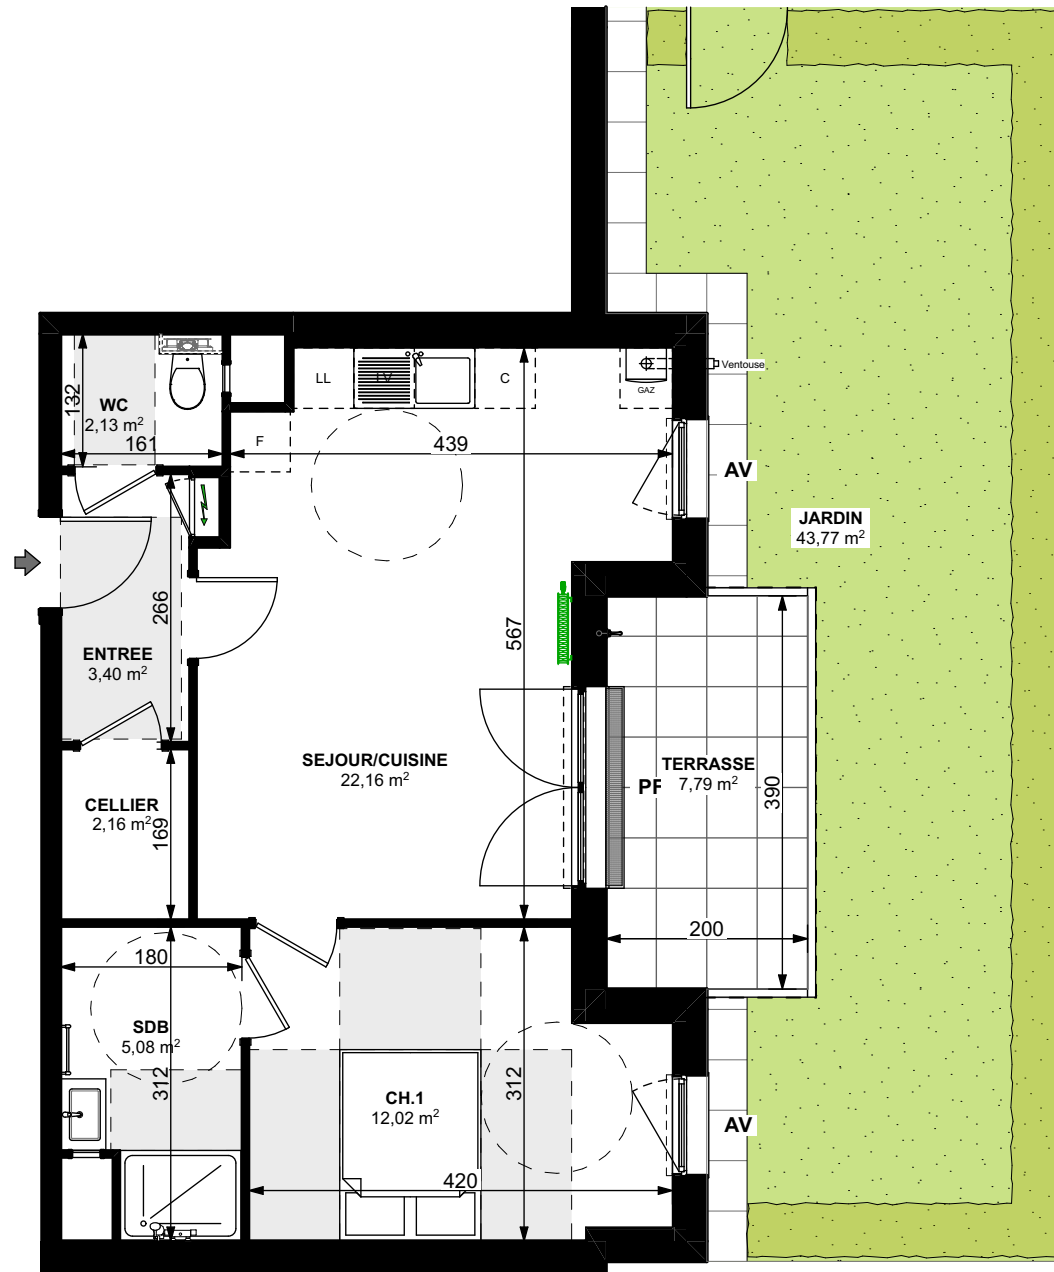 LL
LV
C
GAZ
Ventouse
132
WC
2,13 m²
161
F
439
AV
JARDIN
43,77 m²
266
567
ENTREE
3,40 m²
SEJOUR/CUISINE
22,16 m²
TERRASSE
PF 7,79 m²
390
CELLIER
2,16 m²
169
200
180
SDB
5,08 m²
312
312
CH.1
12,02 m²
AV
420